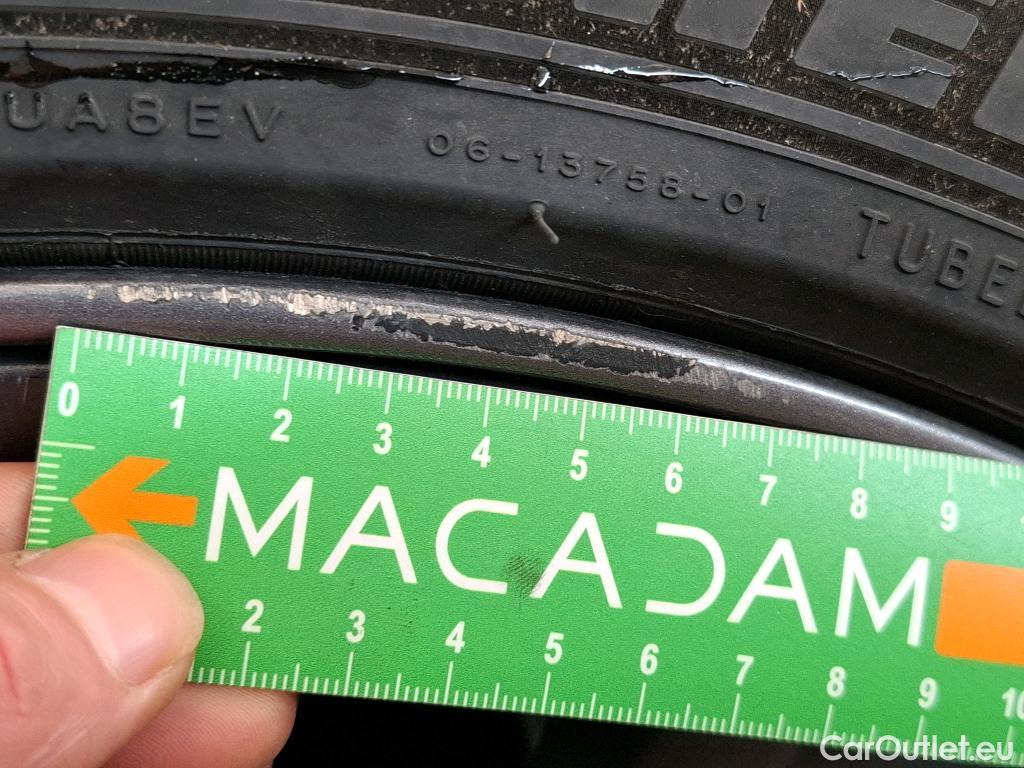 UA8EV
06-13758-01
TUBE
0 1 2 3 4 5 6 7 8 9
MACADAM
2 3 4 5 6 7 8 9 10
CarOutlet.eu